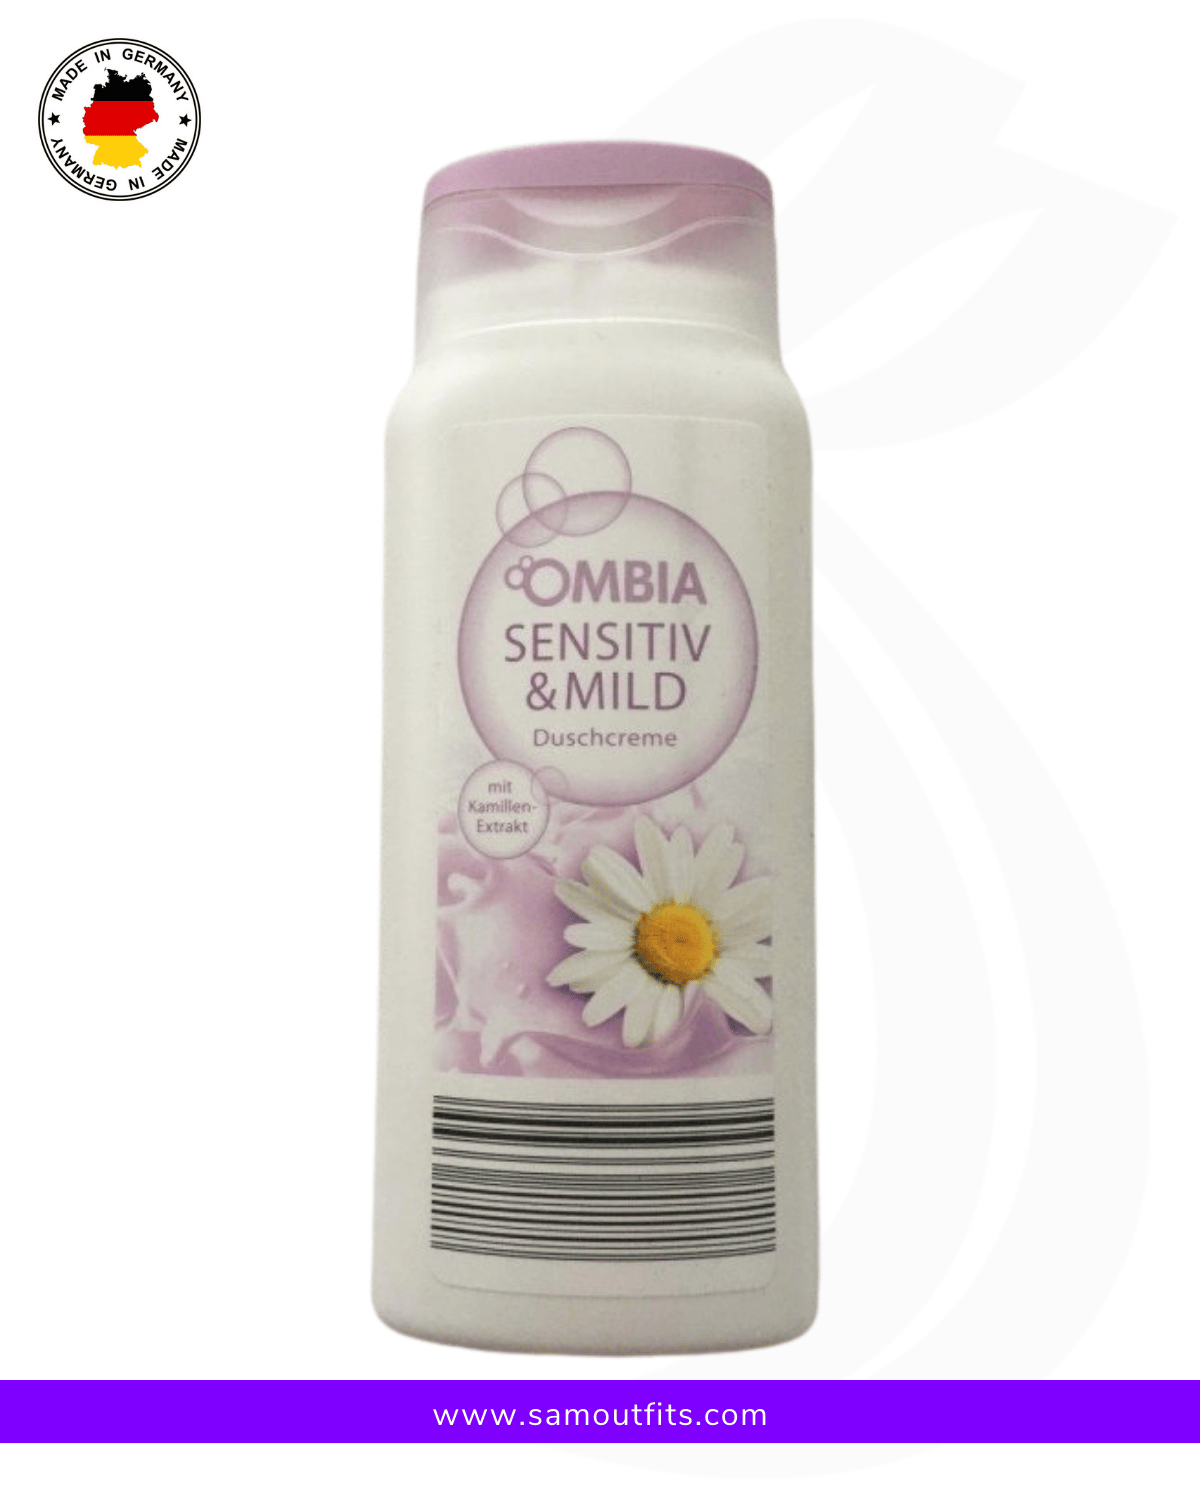 MADE IN GERMANY
MADE IN GERMANY
OMBIA
SENSITIV
& MILD
Duschcreme
mit
Kamillen-
Extrakt
www.samoutfits.com